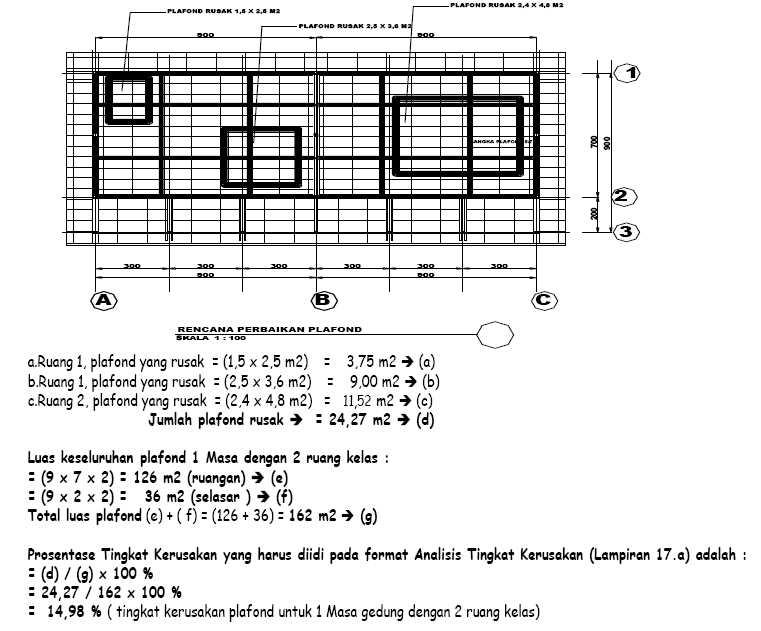 PLAFOND RUSAK 1,5 X 2,5 M2
PLAFOND RUSAK 2,4 X 4,8 M2
PLAFOND RUSAK 2,5 X 3,6 M2
900 900
1
700
900
2
200
3
300 300 300 300 300 300
900 900
A B C
RENCANA PERBAIKAN PLAFOND
SKALA 1 : 100
a.Ruang 1, plafond yang rusak = (1,5 x 2,5 m2) = 3,75 m2 ➔ (a)
b.Ruang 1, plafond yang rusak = (2,5 x 3,6 m2) = 9,00 m2 ➔ (b)
c.Ruang 2, plafond yang rusak = (2,4 x 4,8 m2) = 11,52 m2 ➔ (c)
Jumlah plafond rusak ➔ = 24,27 m2 ➔ (d)
Luas keseluruhan plafond 1 Masa dengan 2 ruang kelas :
= (9 x 7 x 2) = 126 m2 (ruangan) ➔ (e)
= (9 x 2 x 2) = 36 m2 (selasar ) ➔ (f)
Total luas plafond (e) + ( f) = (126 + 36) = 162 m2 ➔ (g)
Prosentase Tingkat Kerusakan yang harus diidi pada format Analisis Tingkat Kerusakan (Lampiran 17.a) adalah :
= (d) / (g) x 100 %
= 24,27 / 162 x 100 %
= 14,98 % ( tingkat kerusakan plafond untuk 1 Masa gedung dengan 2 ruang kelas)